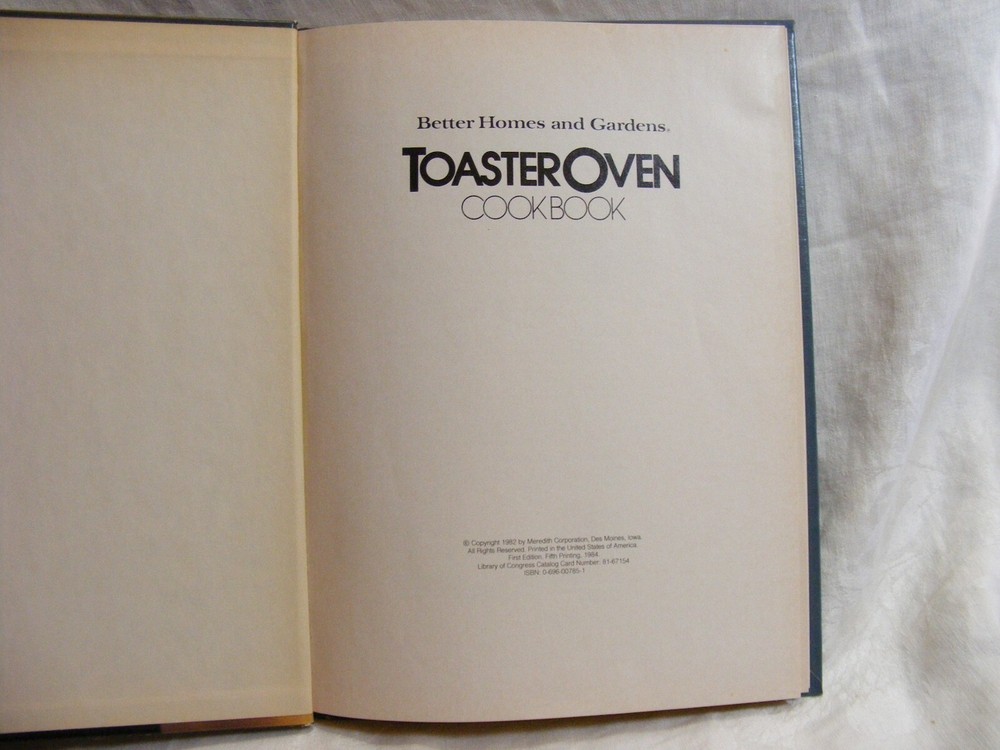 Better Homes and Gardens®
TOASTER OVEN
COOKBOOK
© Copyright 1982 by Meredith Corporation, Des Moines, Iowa.
All Rights Reserved. Printed in the United States of America.
First Edition. Fifth Printing, 1984.
Library of Congress Catalog Card Number: 81-67154
ISBN: 0-696-00765-1